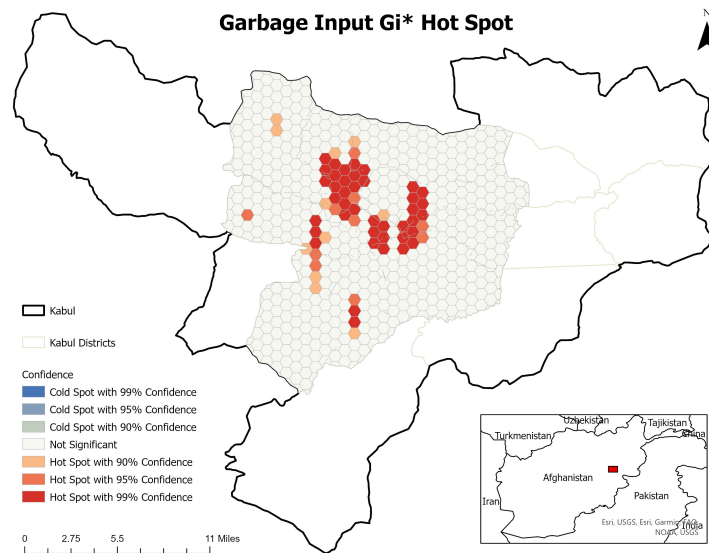 Garbage Input Gi* Hot Spot
N
Kabul
Kabul Districts
Confidence
Cold Spot with 99% Confidence
Cold Spot with 95% Confidence
Cold Spot with 90% Confidence
Not Significant
Hot Spot with 90% Confidence
Hot Spot with 95% Confidence
Hot Spot with 99% Confidence
0 2.75 5.5 11 Miles
Uzbekistan
Tajikistan
Turkmenistan
China
Afghanistan
Iran
Pakistan
India
Esri, USGS, Esri, Garmin, FAO,
NOAA, USGS